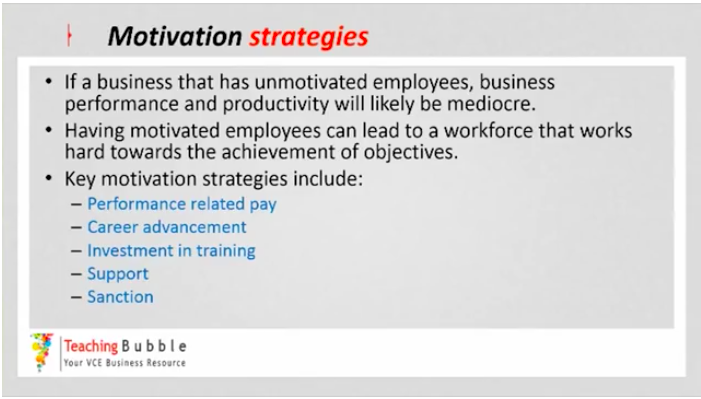 Motivation strategies
• If a business that has unmotivated employees, business
performance and productivity will likely be mediocre.
• Having motivated employees can lead to a workforce that works
hard towards the achievement of objectives.
• Key motivation strategies include:
– Performance related pay
– Career advancement
– Investment in training
– Support
– Sanction
Teaching Bubble
Your VCE Business Resource